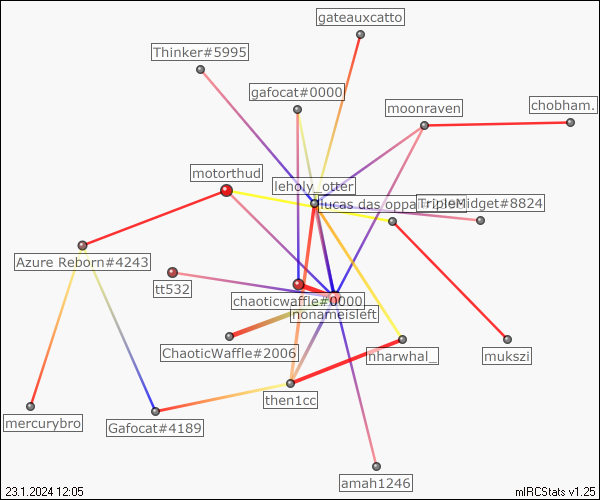 gateauxcatto
Thinker#5995
gafocat#0000
chobham.
moonraven
motorthud
leholy_otter
lucas das oppa
TripleMidget#8824
Azure Reborn#4243
tt532
chaoticwaffle#0000
nonameisleft
ChaoticWaffle#2006
nharwhal_
mukszi
then1cc
mercurybro
Gafocat#4189
amah1246
23.1.2024 12:05
mIRCStats v1.25